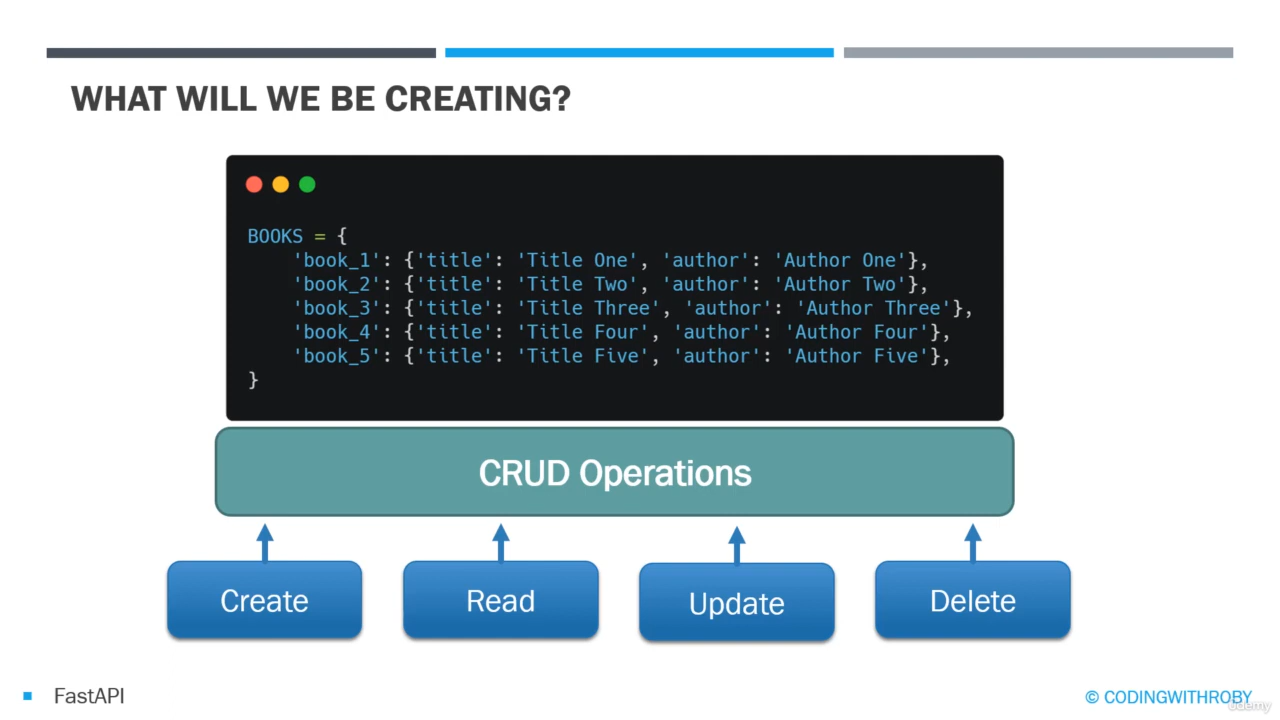 WHAT WILL WE BE CREATING?
BOOKS = {
    'book_1': {'title': 'Title One', 'author': 'Author One'},
    'book_2': {'title': 'Title Two', 'author': 'Author Two'},
    'book_3': {'title': 'Title Three', 'author': 'Author Three'},
    'book_4': {'title': 'Title Four', 'author': 'Author Four'},
    'book_5': {'title': 'Title Five', 'author': 'Author Five'},
}
CRUD Operations
Create
Read
Update
Delete
FastAPI
© CODINGWITHROBY
udemy